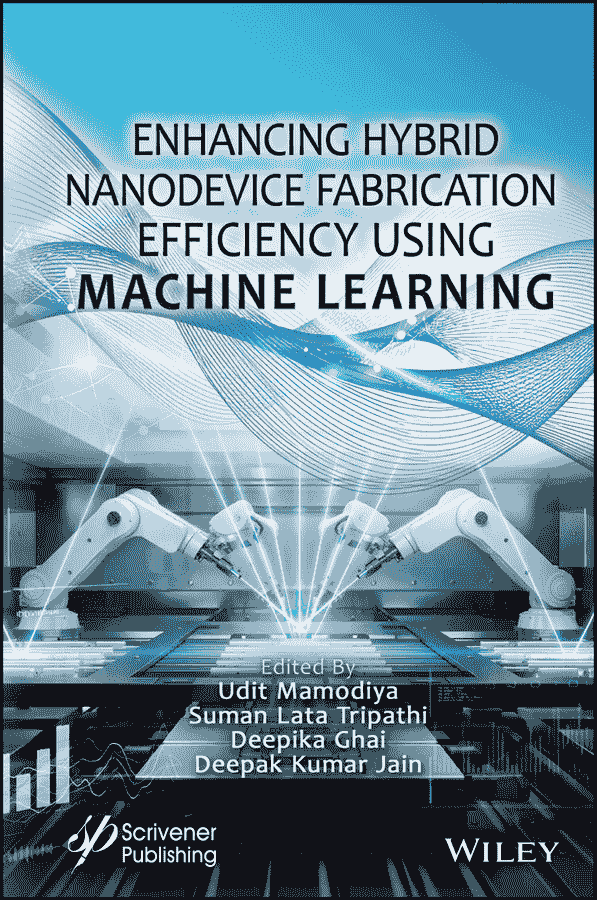 ENHANCING HYBRID
NANODEVICE FABRICATION
EFFICIENCY USING
MACHINE LEARNING
Edited By
Udit Mamodiya
Suman Lata Tripathi
Deepika Ghai
Deepak Kumar Jain
Scrivener
Publishing
WILEY